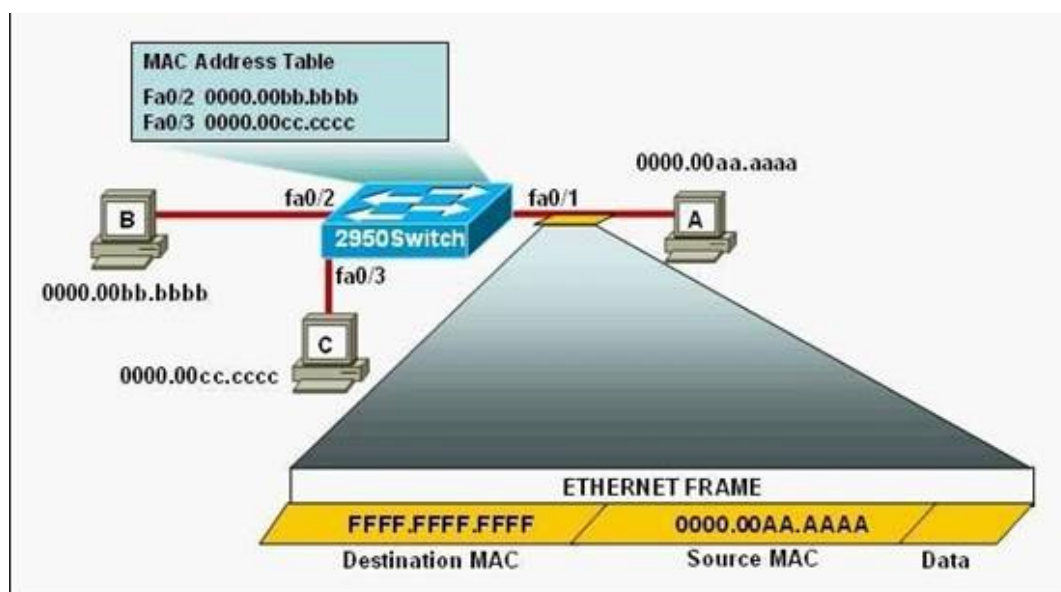 MAC Address Table
Fa0/2 0000.00bb.bbbb
Fa0/3 0000.00cc.cccc
0000.00aa.aaaa
fa0/2
fa0/1
B
A
2950Switch
fa0/3
0000.00bb.bbbb
C
0000.00cc.cccc
ETHERNET FRAME
FFFF.FFFF.FFFF 0000.00AA.AAAA
Destination MAC Source MAC Data